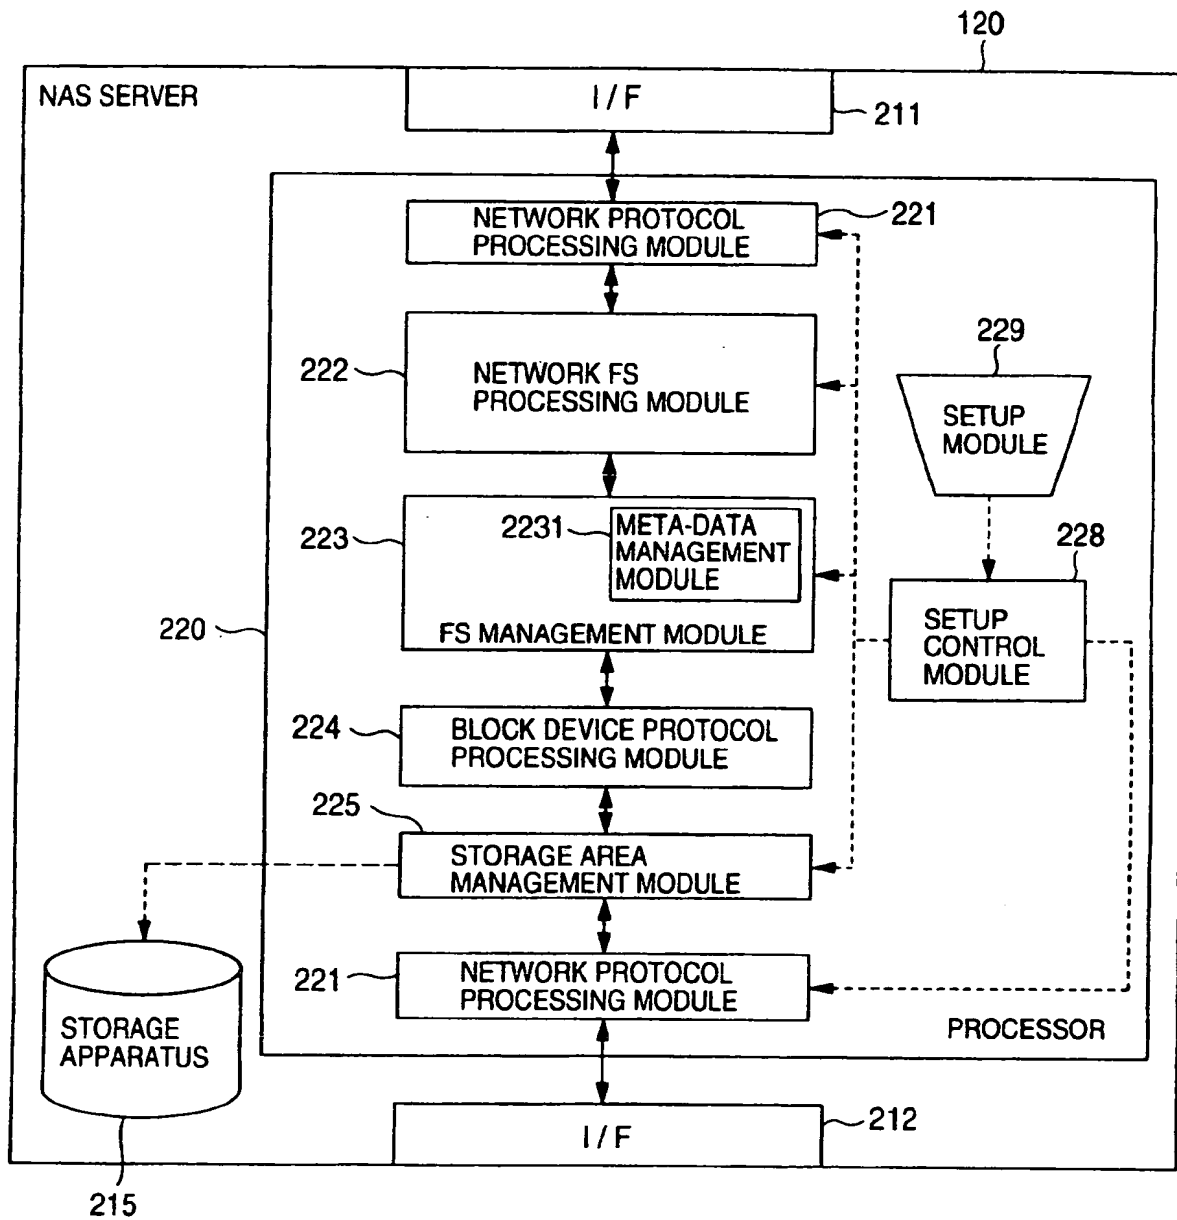 120
NAS SERVER
I / F
211
NETWORK PROTOCOL
PROCESSING MODULE
221
222
NETWORK FS
PROCESSING MODULE
229
SETUP
MODULE
223
2231
META-DATA
MANAGEMENT
MODULE
FS MANAGEMENT MODULE
228
SETUP
CONTROL
MODULE
220
224
BLOCK DEVICE PROTOCOL
PROCESSING MODULE
225
STORAGE AREA
MANAGEMENT MODULE
221
NETWORK PROTOCOL
PROCESSING MODULE
PROCESSOR
STORAGE
APPARATUS
215
I / F
212